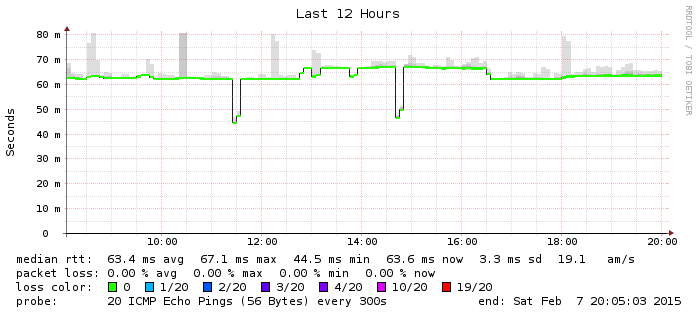 Last 12 Hours
RRDTOOL / TOBI OETIKER
Seconds
80 m
70 m
60 m
50 m
40 m
30 m
20 m
10 m
0
10:00 12:00 14:00 16:00 18:00 20:00
median rtt: 63.4 ms avg 67.1 ms max 44.5 ms min 63.6 ms now 3.3 ms sd 19.1 am/s
packet loss: 0.00 % avg 0.00 % max 0.00 % min 0.00 % now
loss color: 0 1/20 2/20 3/20 4/20 10/20 19/20
probe: 20 ICMP Echo Pings (56 Bytes) every 300s end: Sat Feb 7 20:05:03 2015